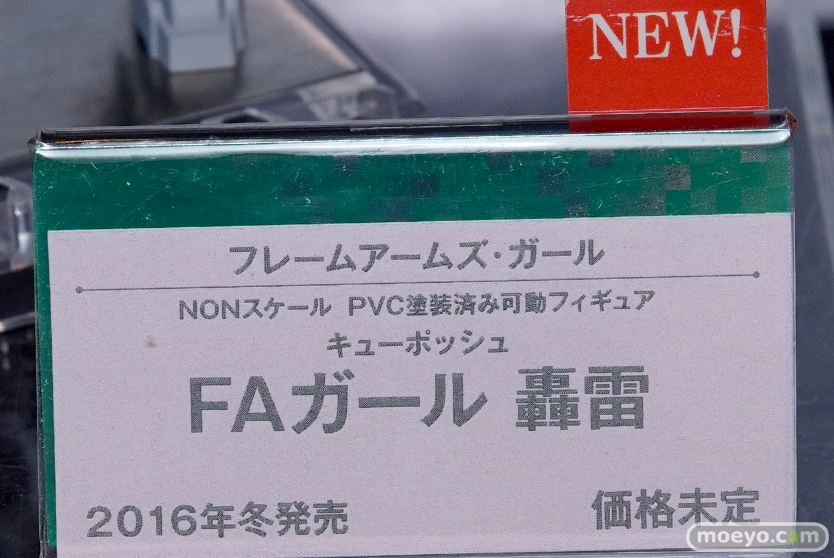 NEW!
フレームアームズ・ガール
NONスケール PVC塗装済み可動フィギュア
キューポッシュ
FAガール 轟雷
2016年冬発売
価格未定
moeyo.com